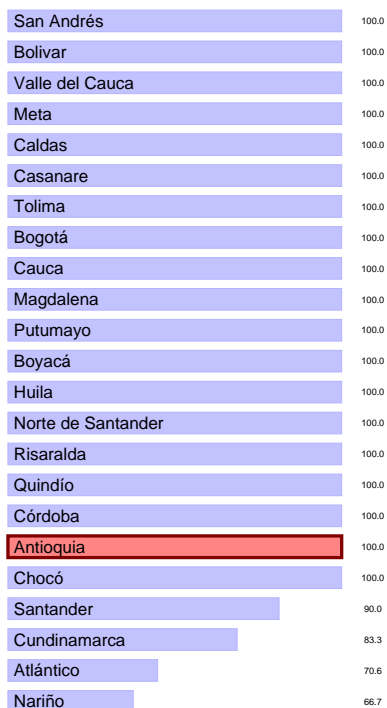 San Andrés 100.0
Bolivar 100.0
Valle del Cauca 100.0
Meta 100.0
Caldas 100.0
Casanare 100.0
Tolima 100.0
Bogotá 100.0
Cauca 100.0
Magdalena 100.0
Putumayo 100.0
Boyacá 100.0
Huila 100.0
Norte de Santander 100.0
Risaralda 100.0
Quindío 100.0
Córdoba 100.0
Antioquia 100.0
Chocó 100.0
Santander 90.0
Cundinamarca 83.3
Atlántico 70.6
Nariño 66.7